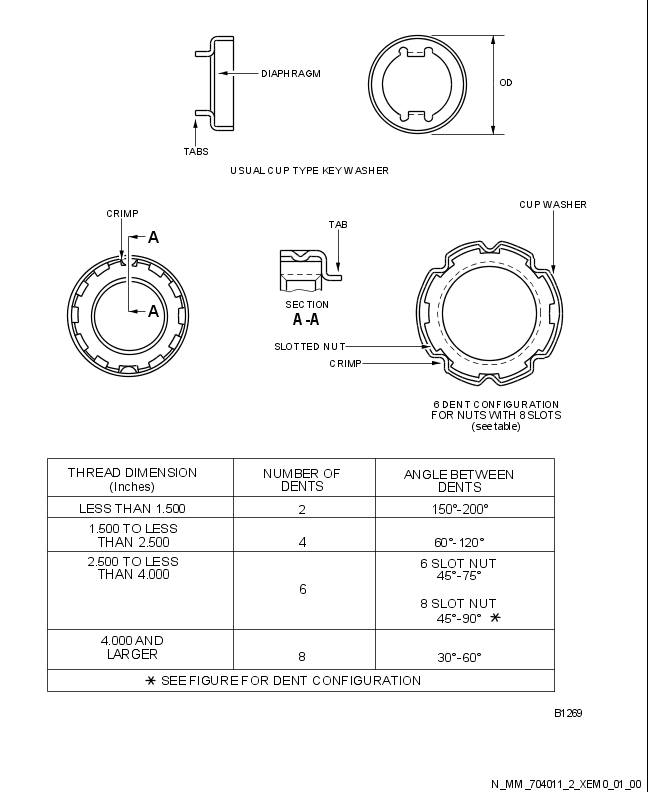 DIAPHRAGM
OD
TABS
USUAL CUP TYPE KEY WASHER
CRIMP
A
A
TAB
SECTION
A-A
CUP WASHER
SLOTTED NUT
CRIMP
6 DENT CONFIGURATION
FOR NUTS WITH 8 SLOTS
(see table)
THREAD DIMENSION
(Inches)
NUMBER OF
DENTS
ANGLE BETWEEN
DENTS
LESS THAN 1.500
2
150°-200°
1.500 TO LESS
THAN 2.500
4
60°-120°
2.500 TO LESS
THAN 4.000
6
6 SLOT NUT
45°-75°
8 SLOT NUT
45°-90° *
4.000 AND
LARGER
8
30°-60°
* SEE FIGURE FOR DENT CONFIGURATION
B1269
N_MM_704011_2_XEM0_01_00